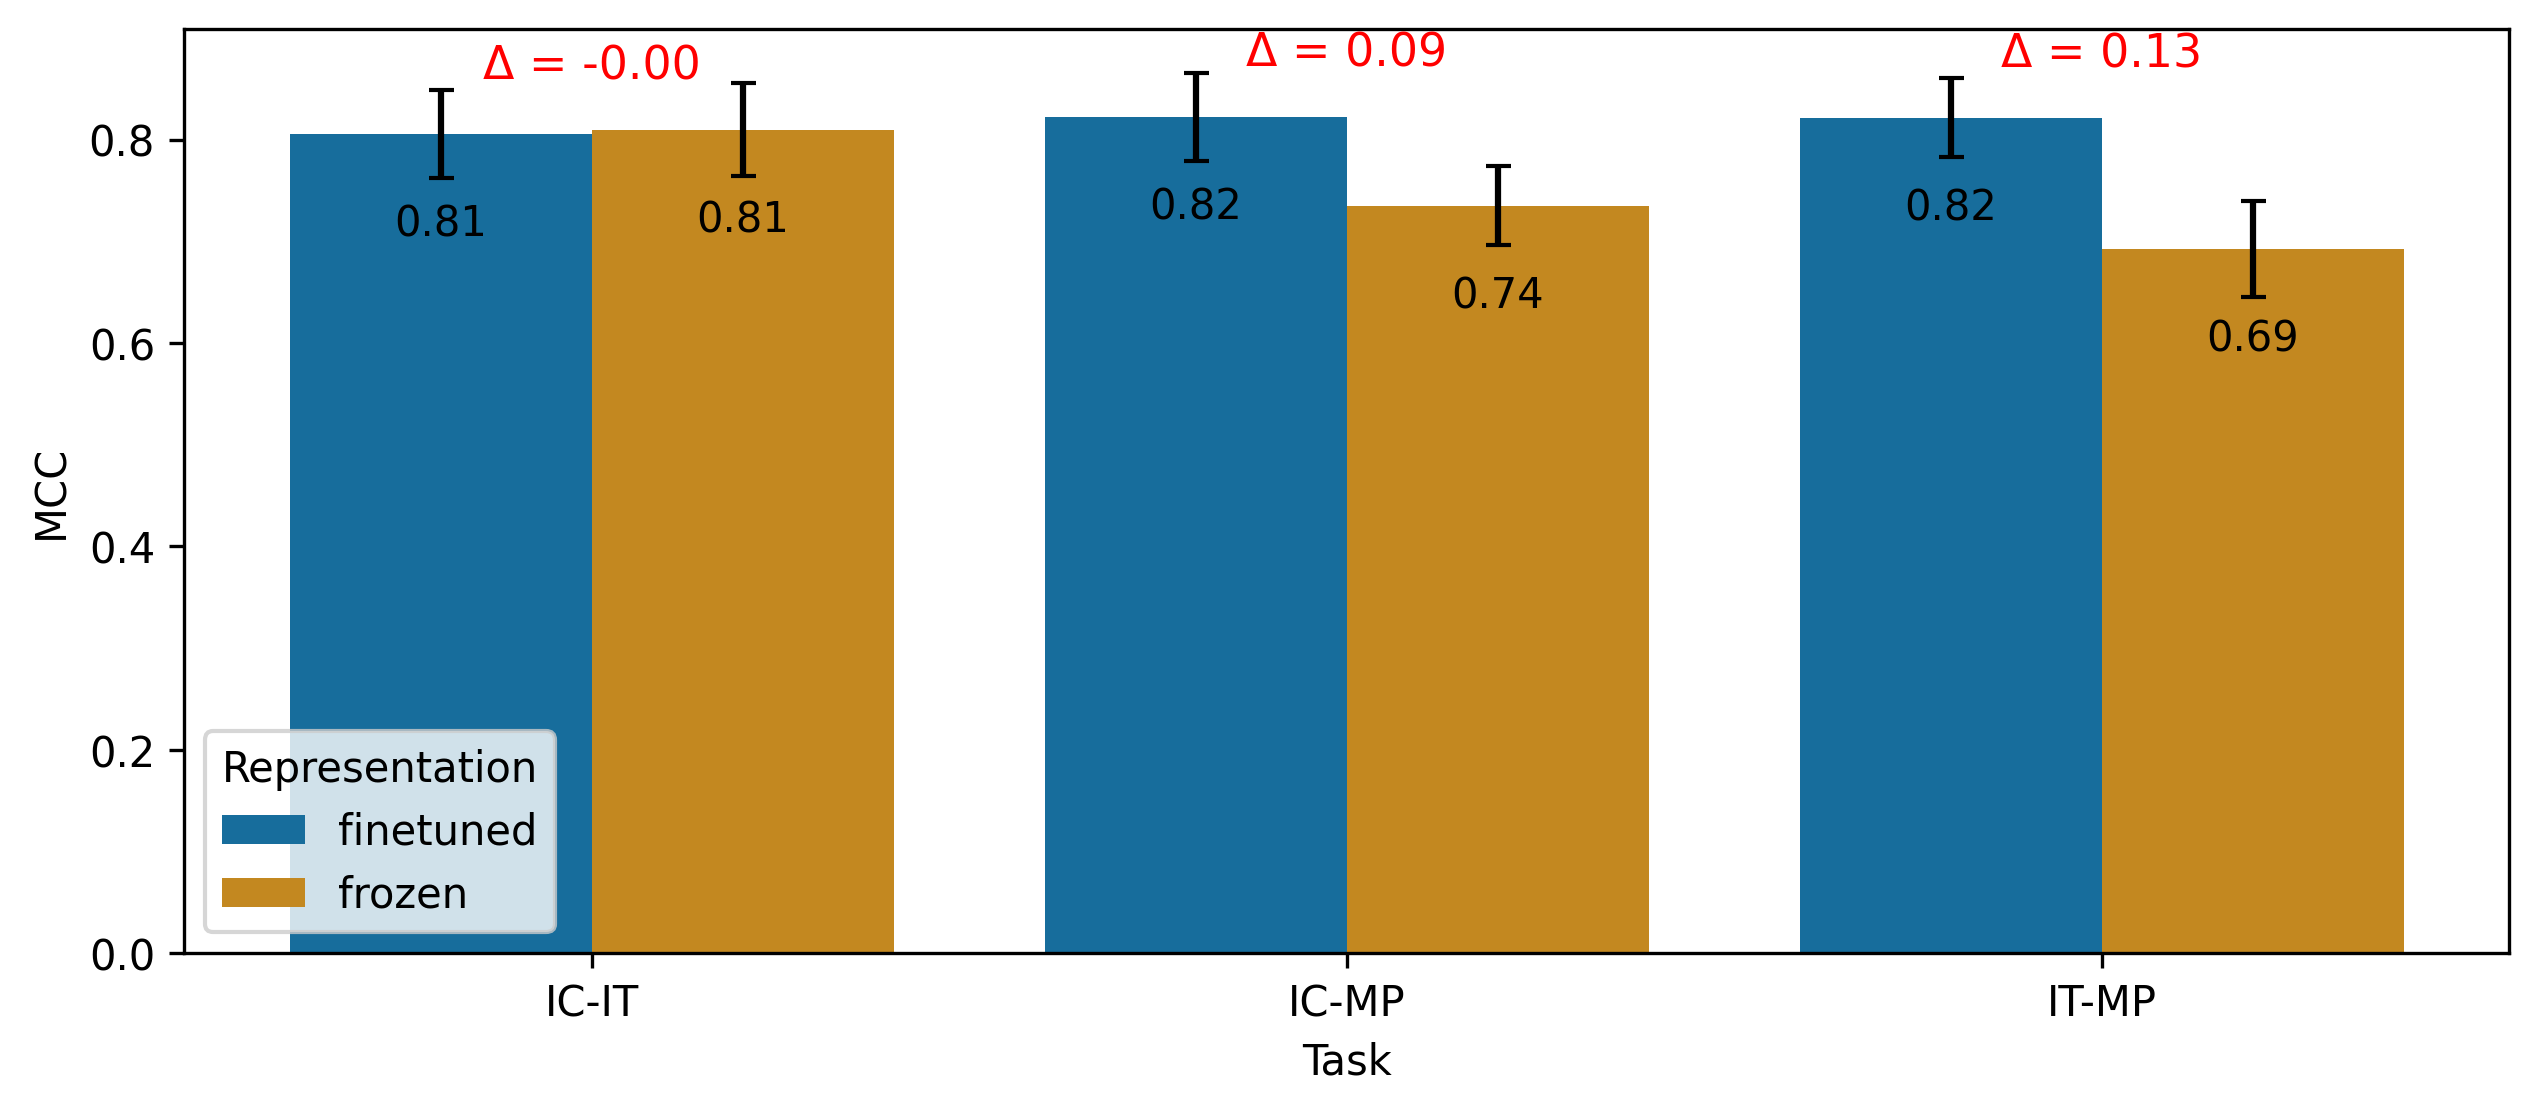 Δ = -0.00
Δ = 0.09
Δ = 0.13
0.81
0.81
0.82
0.74
0.82
0.69
MCC
0.8
0.6
0.4
0.2
0.0
Representation
finetuned
frozen
IC-IT
IC-MP
IT-MP
Task